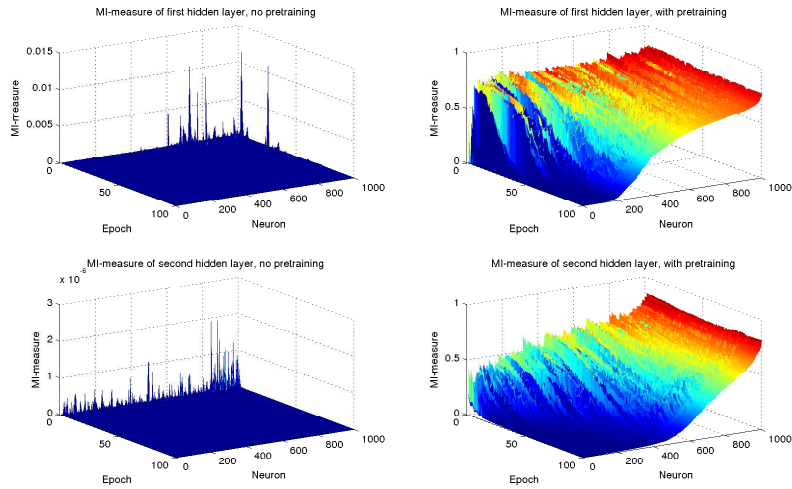 MI-measure of first hidden layer, no pretraining
0.015
0.01
0.005
0
MI-measure
0
50
100
Epoch
0
200
400
600
800
1000
Neuron
MI-measure of first hidden layer, with pretraining
1
0.5
0
MI-measure
0
50
100
Epoch
0
200
400
600
800
1000
Neuron
MI-measure of second hidden layer, no pretraining
x 10^-6
3
2
1
0
MI-measure
0
50
100
Epoch
0
200
400
600
800
1000
Neuron
MI-measure of second hidden layer, with pretraining
1
0.5
0
MI-measure
0
50
100
Epoch
0
200
400
600
800
1000
Neuron